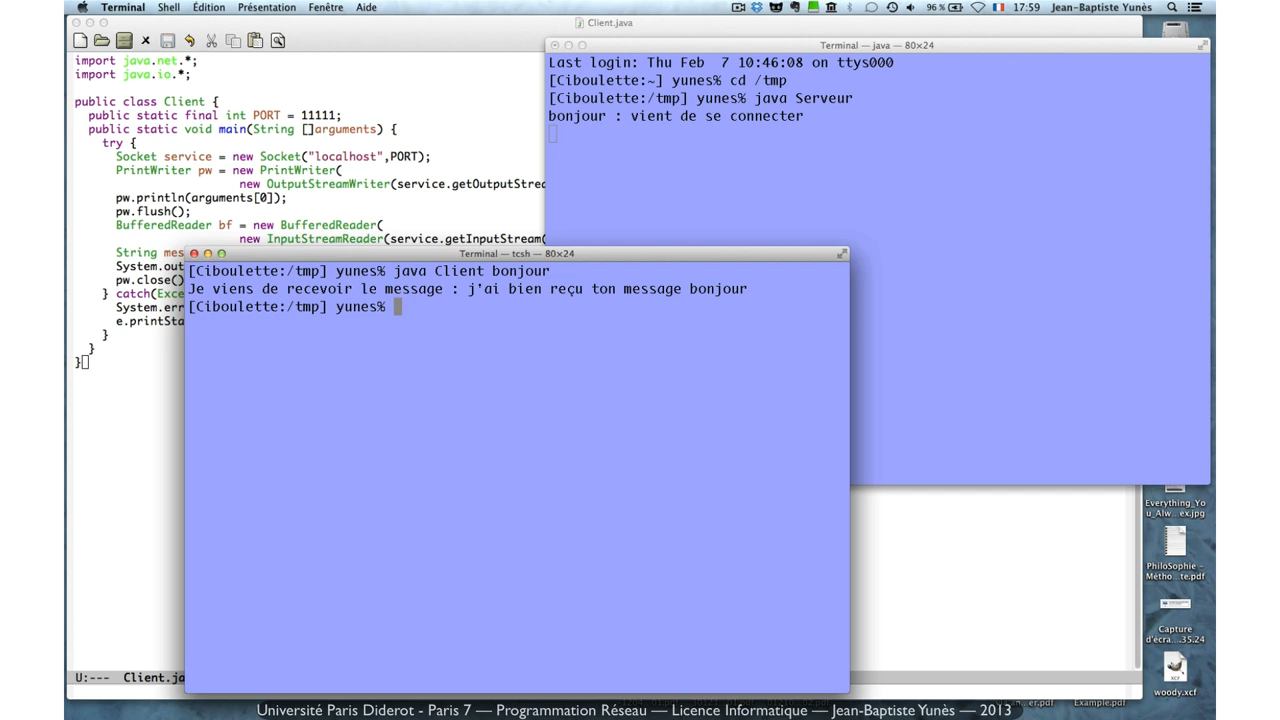 Terminal Shell Édition Présentation Fenêtre Aide
96 % 17:59 Jean-Baptiste Yunès
Client.java
import java.net.*;
import java.io.*;
public class Client {
public static final int PORT = 11111;
public static void main(String []arguments) {
try {
Socket service = new Socket("localhost",PORT);
PrintWriter pw = new PrintWriter(
new OutputStreamWriter(service.getOutputStrea
pw.println(arguments[0]);
pw.flush();
BufferedReader bf = new BufferedReader(
new InputStreamReader(service.getInputStream(
String mes
System.out
pw.close()
} catch(Exce
System.err
e.printSta
}
}
}
U:--- Client.ja
Terminal — java — 80×24
Last login: Thu Feb 7 10:46:08 on ttys000
[Ciboulette:~] yunes% cd /tmp
[Ciboulette:/tmp] yunes% java Serveur
bonjour : vient de se connecter
Terminal — tcsh — 80×24
[Ciboulette:/tmp] yunes% java Client bonjour
Je viens de recevoir le message : j'ai bien reçu ton message bonjour
[Ciboulette:/tmp] yunes%
Everything_Yo
u_Alw...ex.jpg
PhiloSophie –
Métho...te.pdf
Capture
d'écra....35.24
woody.xcf
...er.pdf Example.pdf
Université Paris Diderot - Paris 7 — Programmation Réseau — Licence Informatique — Jean-Baptiste Yunès — 2013